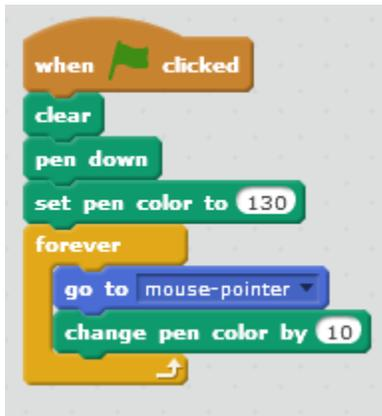 when clicked
clear
pen down
set pen color to 130
forever
go to mouse-pointer
change pen color by 10